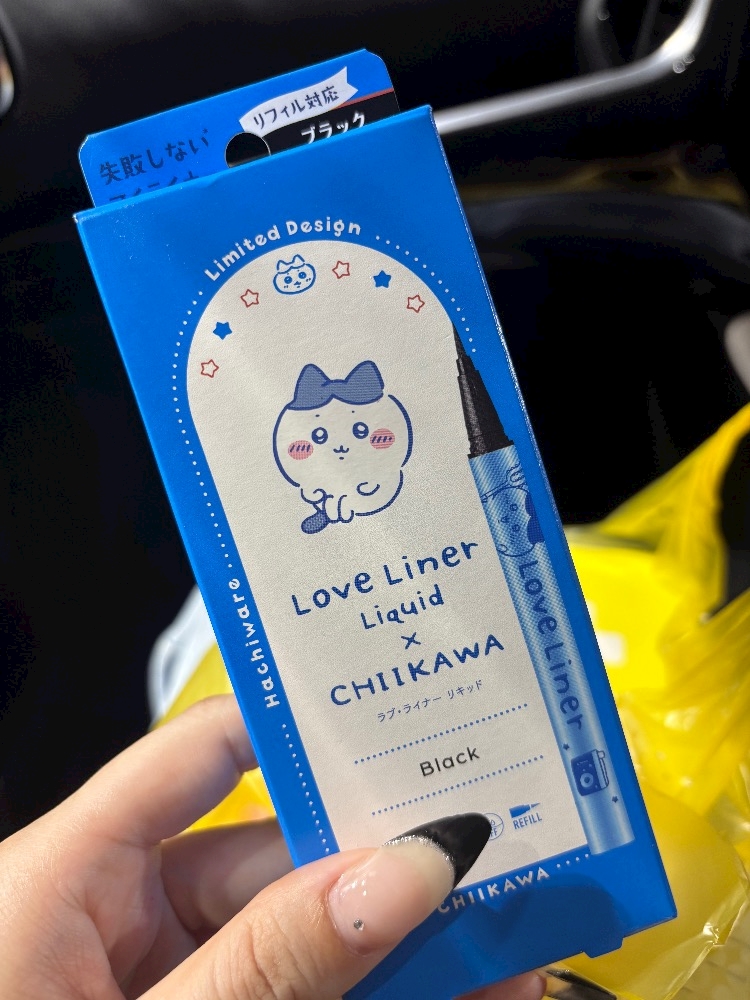 リフィル対応
ブラック
失敗しない
Limited Design
Hachiware
Love Liner
Liquid
×
CHIIKAWA
ラブ・ライナー リキッド
Black
REFILL
Love Liner
CHIIKAWA